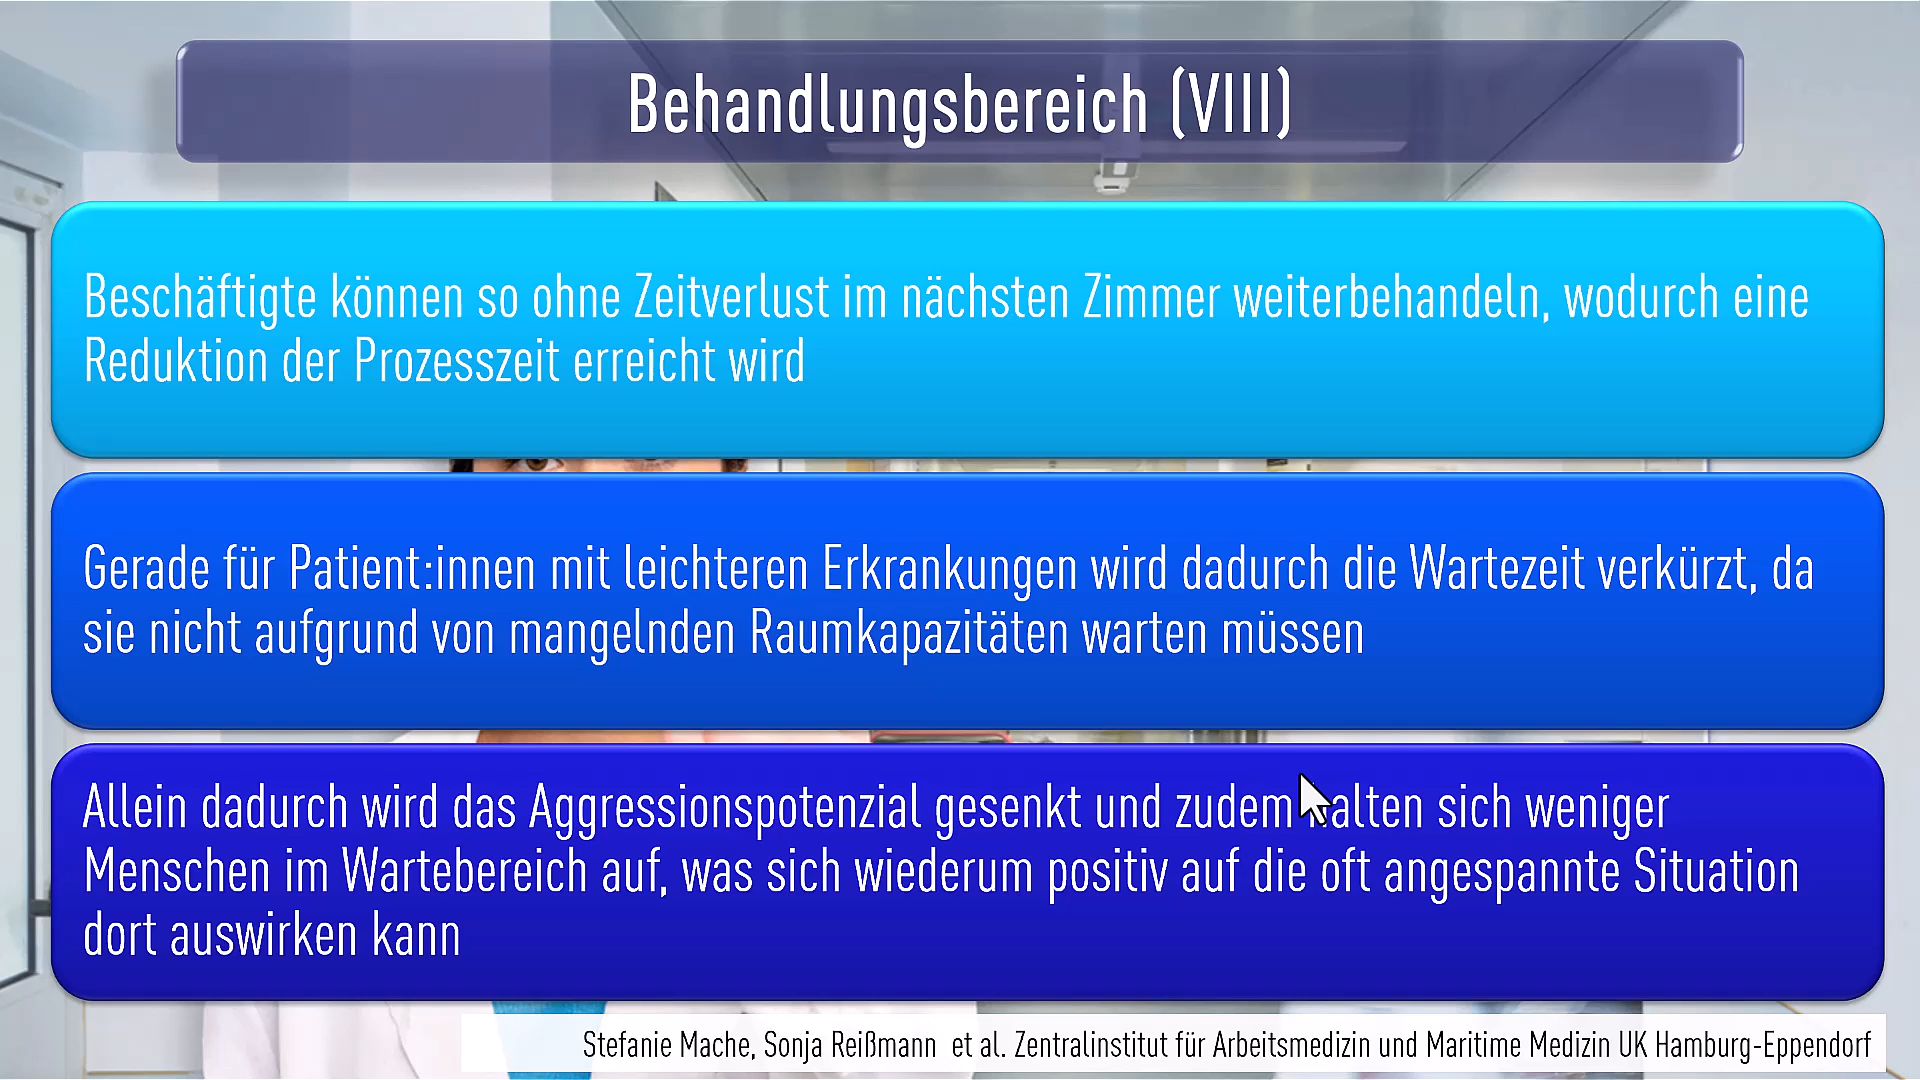 Behandlungsbereich (VIII)
Beschäftigte können so ohne Zeitverlust im nächsten Zimmer weiterbehandeln, wodurch eine
Reduktion der Prozesszeit erreicht wird
Gerade für Patient:innen mit leichteren Erkrankungen wird dadurch die Wartezeit verkürzt, da
sie nicht aufgrund von mangelnden Raumkapazitäten warten müssen
Allein dadurch wird das Aggressionspotenzial gesenkt und zudem halten sich weniger
Menschen im Wartebereich auf, was sich wiederum positiv auf die oft angespannte Situation
dort auswirken kann
Stefanie Mache, Sonja Reißmann et al. Zentralinstitut für Arbeitsmedizin und Maritime Medizin UK Hamburg-Eppendorf